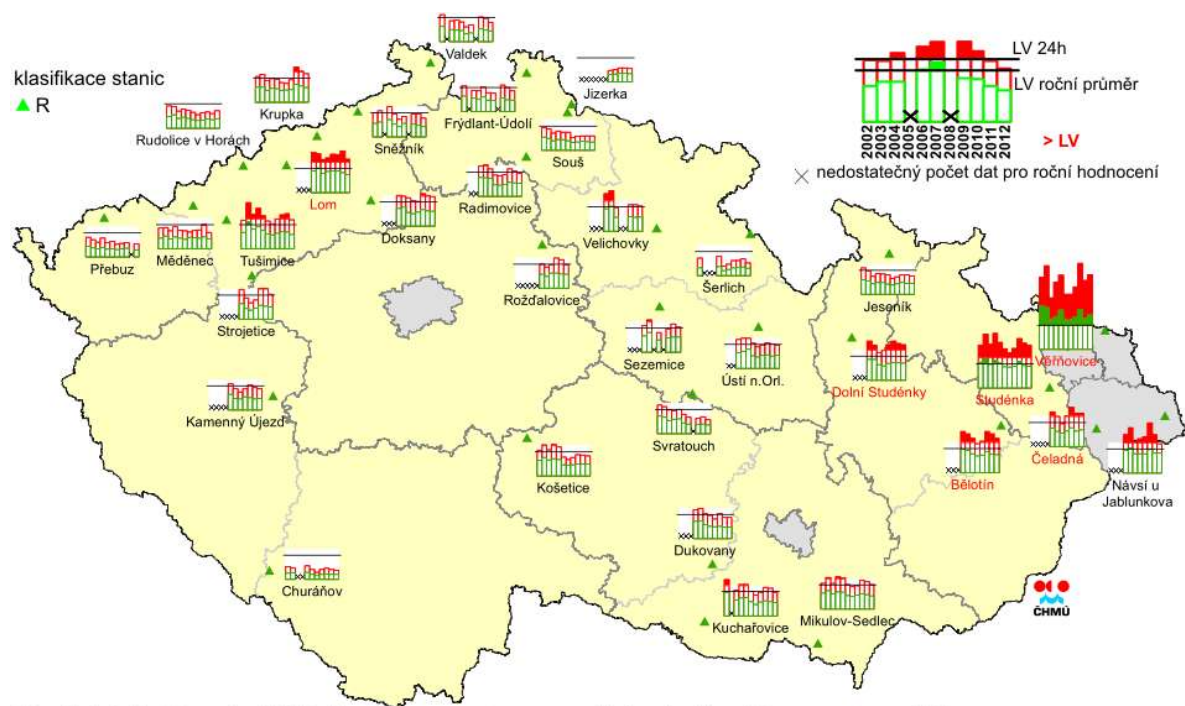 klasifikace stanic
R
LV 24h
LV roční průměr
2002
2003
2004
2005
2006
2007
2008
2009
2010
2011
2012
> LV
nedostatečný počet dat pro roční hodnocení
Valdek
Jizerka
Krupka
Rudolice v Horách
Sněžník
Frýdlant-Údolí
Souš
Lom
Radimovice
Doksany
Velichovky
Přebuz
Měděnec
Tušimice
Šerlich
Rožďalovice
Jeseník
Strojetice
Sezemice
Ústí n.Orl.
Dolní Studénky
Věřňovice
Studénka
Kamenný Újezd
Svratouch
Čeladná
Bělotín
Návsí u
Jablunkova
Košetice
Dukovany
Churáňov
Kuchařovice
Mikulov-Sedlec
ČHMÚ